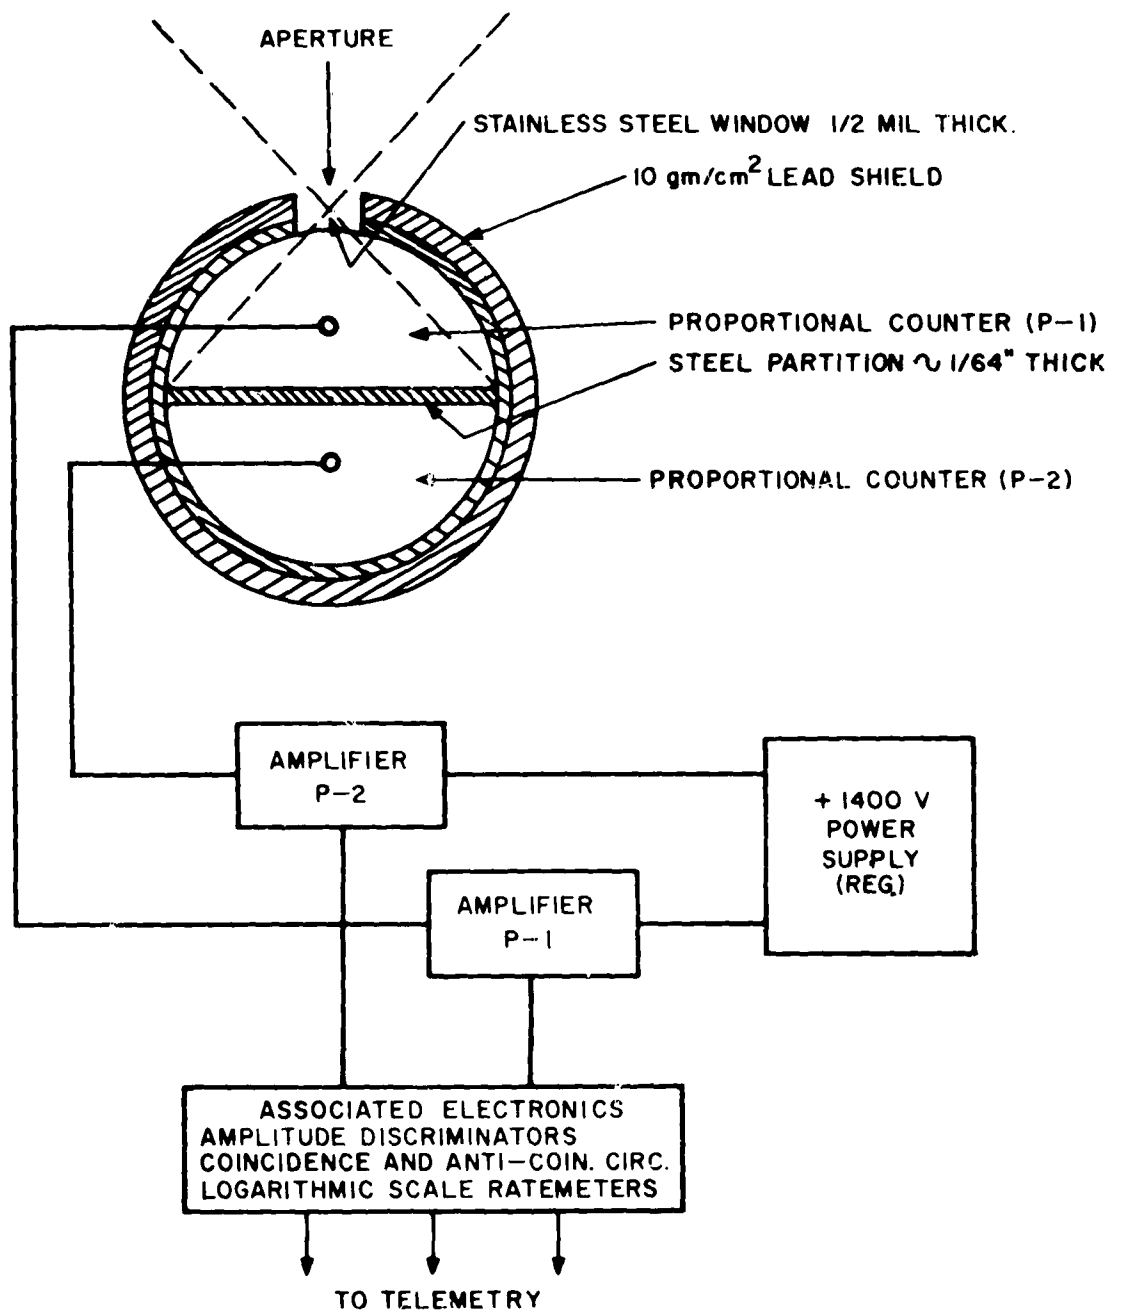 APERTURE
STAINLESS STEEL WINDOW 1/2 MIL THICK.
10 gm/cm² LEAD SHIELD
PROPORTIONAL COUNTER (P-1)
STEEL PARTITION ∿ 1/64" THICK
PROPORTIONAL COUNTER (P-2)
AMPLIFIER
P-2
+ 1400 V
POWER
SUPPLY
(REG.)
AMPLIFIER
P-1
ASSOCIATED ELECTRONICS
AMPLITUDE DISCRIMINATORS
COINCIDENCE AND ANTI-COIN. CIRC.
LOGARITHMIC SCALE RATEMETERS
TO TELEMETRY